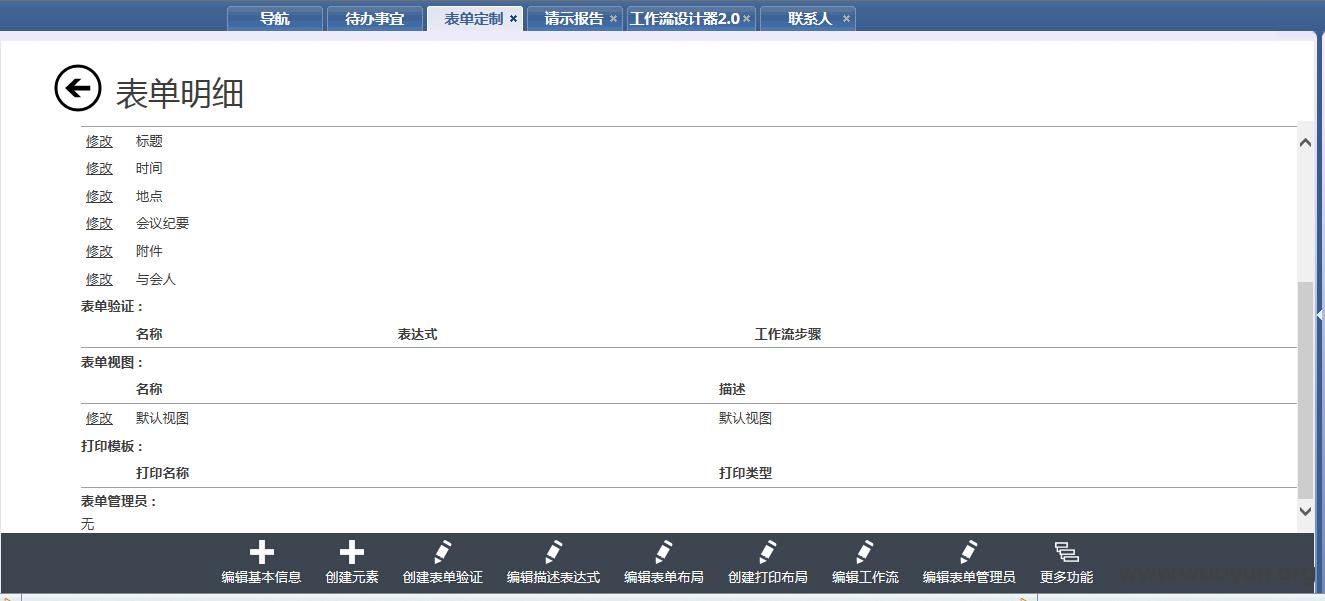 导航 待办事宜 表单定制 × 请示报告 × 工作流设计器2.0 × 联系人 ×
表单明细
修改 标题
修改 时间
修改 地点
修改 会议纪要
修改 附件
修改 与会人
表单验证：
名称 表达式 工作流步骤
表单视图：
名称 描述
修改 默认视图 默认视图
打印模板：
打印名称 打印类型
表单管理员：
无
编辑基本信息 创建元素 创建表单验证 编辑描述表达式 编辑表单布局 创建打印布局 编辑工作流 编辑表单管理员 更多功能